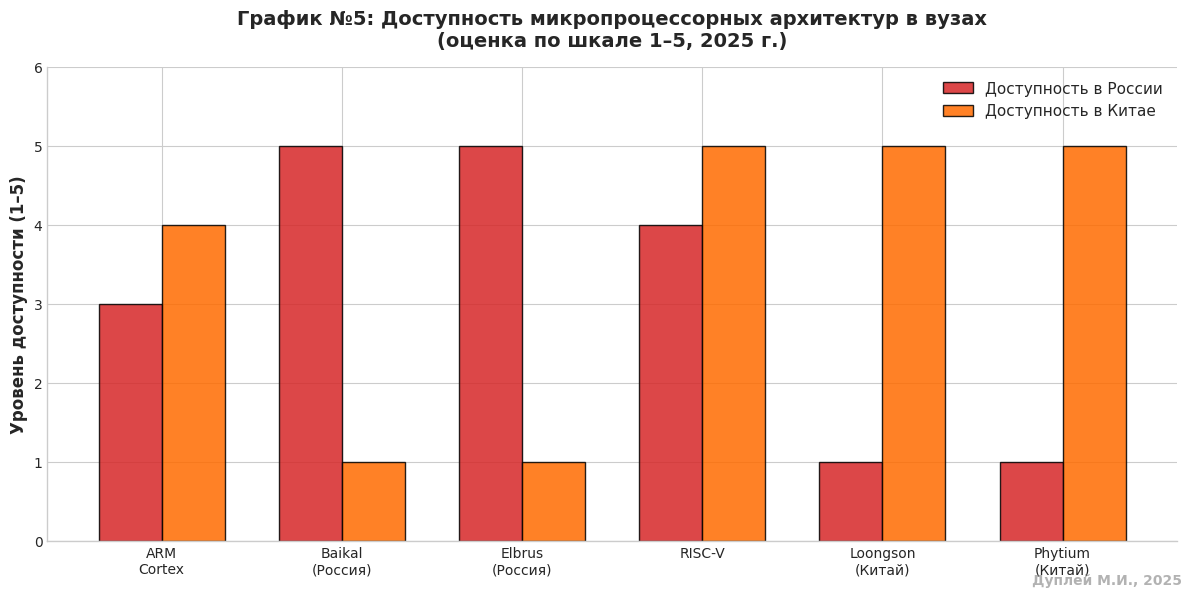 График №5: Доступность микропроцессорных архитектур в вузах
(оценка по шкале 1–5, 2025 г.)
Доступность в России
Доступность в Китае
Уровень доступности (1–5)
6
5
4
3
2
1
0
ARM
Cortex
Baikal
(Россия)
Elbrus
(Россия)
RISC-V
Loongson
(Китай)
Phytium
(Китай)
Дуплей М.И., 2025